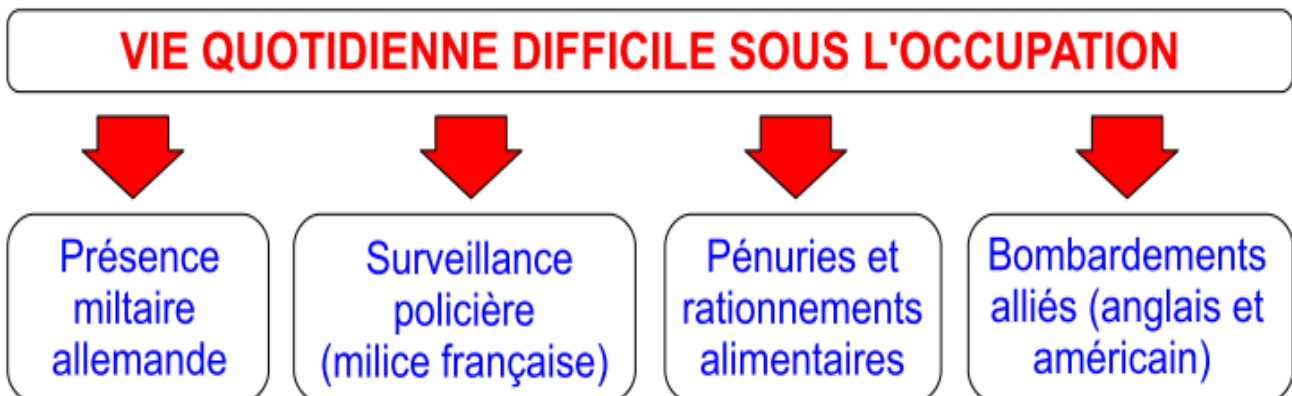 VIE QUOTIDIENNE DIFFICILE SOUS L'OCCUPATION
Présence
miltaire
allemande
Surveillance
policière
(milice française)
Pénuries et
rationnements
alimentaires
Bombardements
alliés (anglais et
américain)